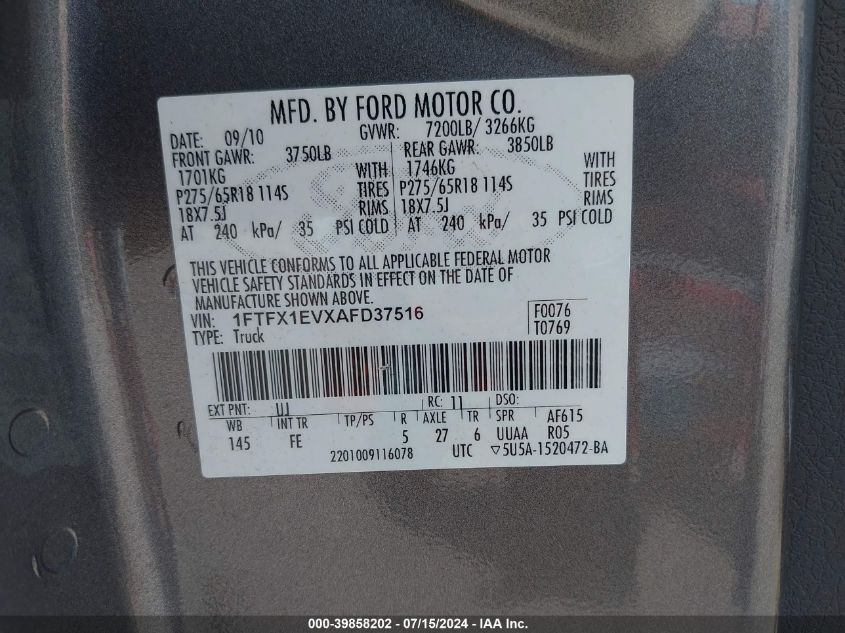 MFD. BY FORD MOTOR CO.
DATE: 09/10 GVWR: 7200LB/ 3266KG
FRONT GAWR: 3750LB REAR GAWR: 3850LB
1701KG WITH 1746KG WITH
P275/65R18 114S TIRES P275/65R18 114S TIRES
18X7.5J RIMS 18X7.5J RIMS
AT 240 kPa/ 35 PSI COLD AT 240 kPa/ 35 PSI COLD
THIS VEHICLE CONFORMS TO ALL APPLICABLE FEDERAL MOTOR
VEHICLE SAFETY STANDARDS IN EFFECT ON THE DATE OF
MANUFACTURE SHOWN ABOVE.
VIN: 1FTFX1EVXAFD37516 F0076
TYPE: Truck T0769
EXT PNT: UJ RC: 11 DSO:
WB INT TR TP/PS R AXLE TR SPR AF615
145 FE 5 27 6 UUAA R05
2201009116078 UTC ▽5U5A-1520472-BA
000-39858202 - 07/15/2024 - IAA Inc.